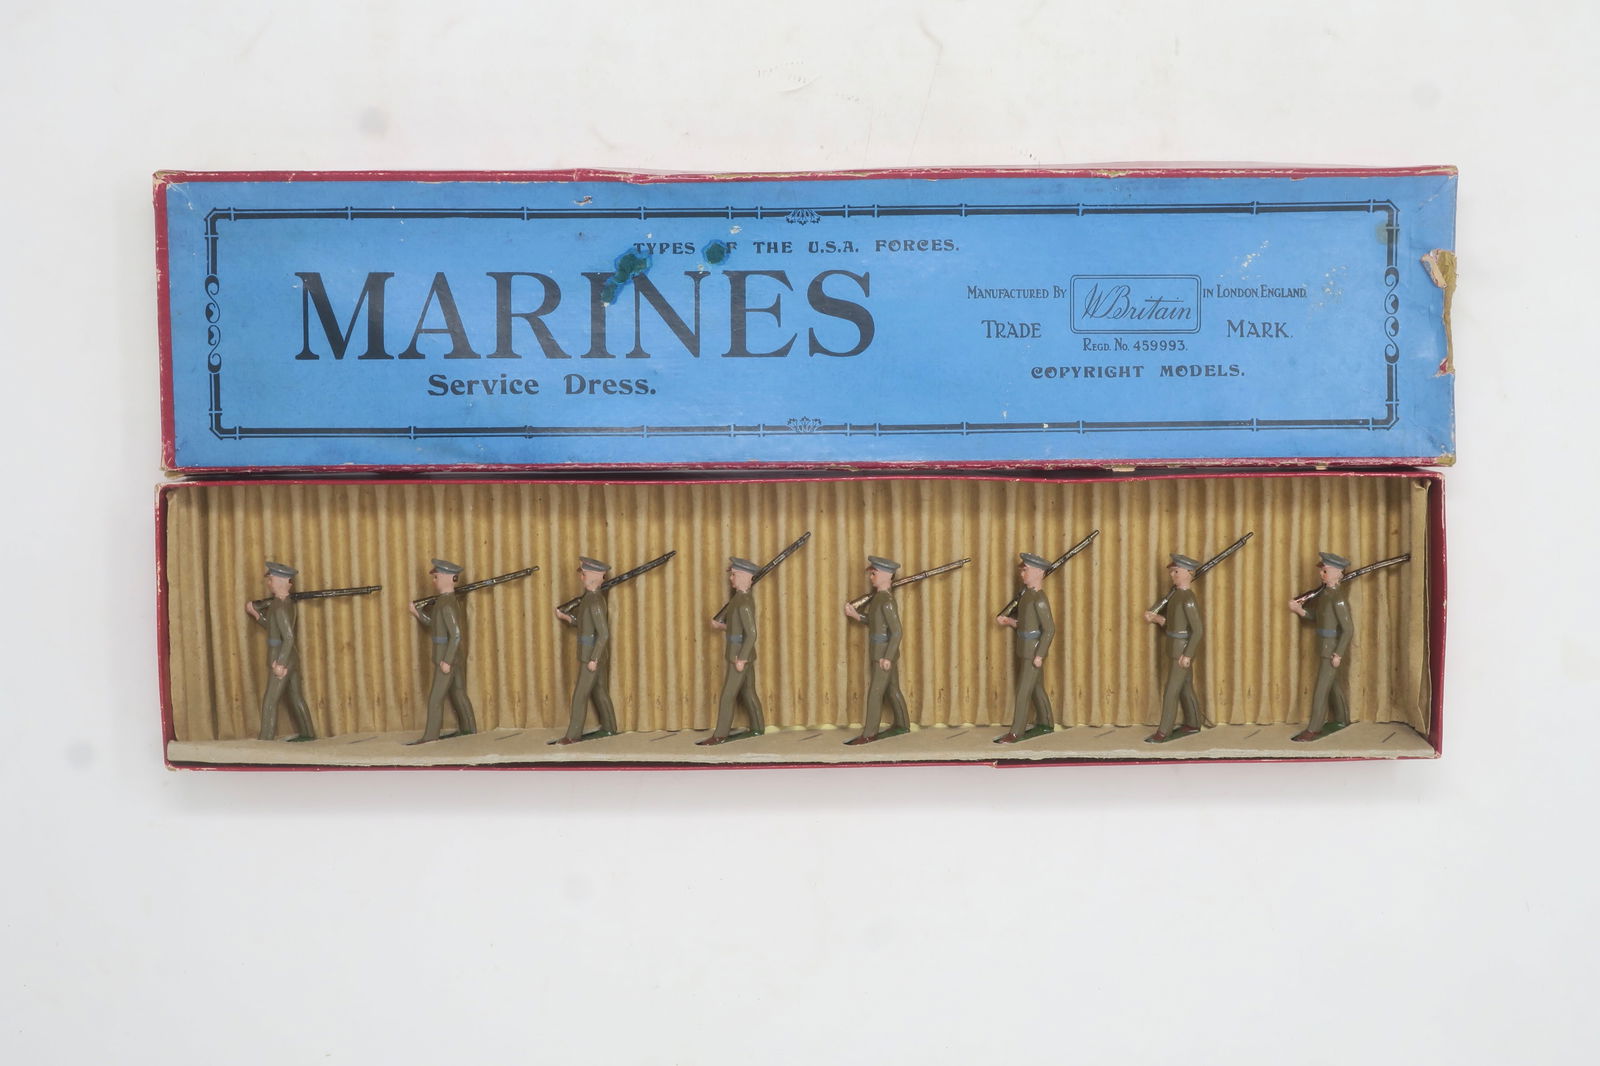 TYPES OF THE U.S.A. FORCES.
MARINES
Service Dress.
MANUFACTURED BY W Britain IN LONDON, ENGLAND.
TRADE MARK.
REGD. No. 459993.
COPYRIGHT MODELS.